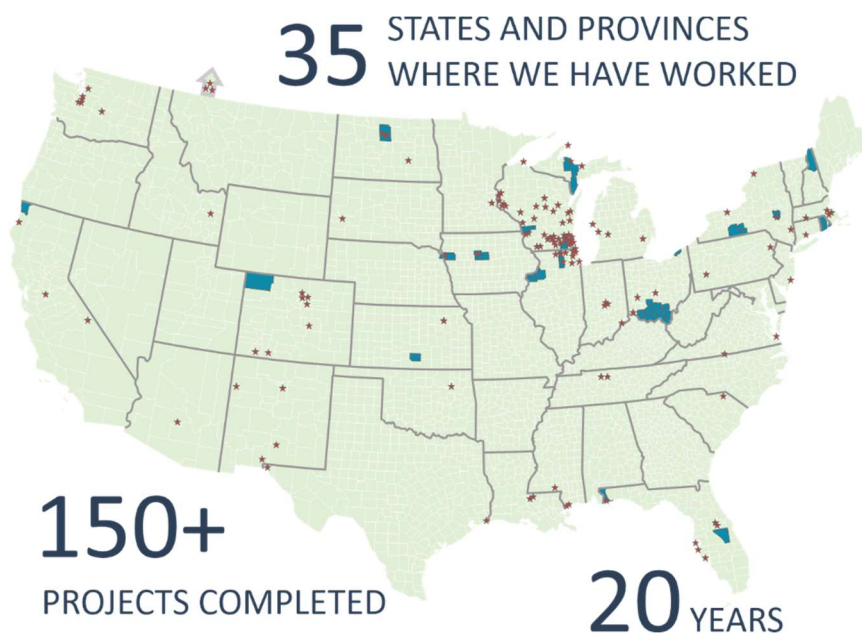 35 STATES AND PROVINCES
WHERE WE HAVE WORKED
150+
PROJECTS COMPLETED
20 YEARS